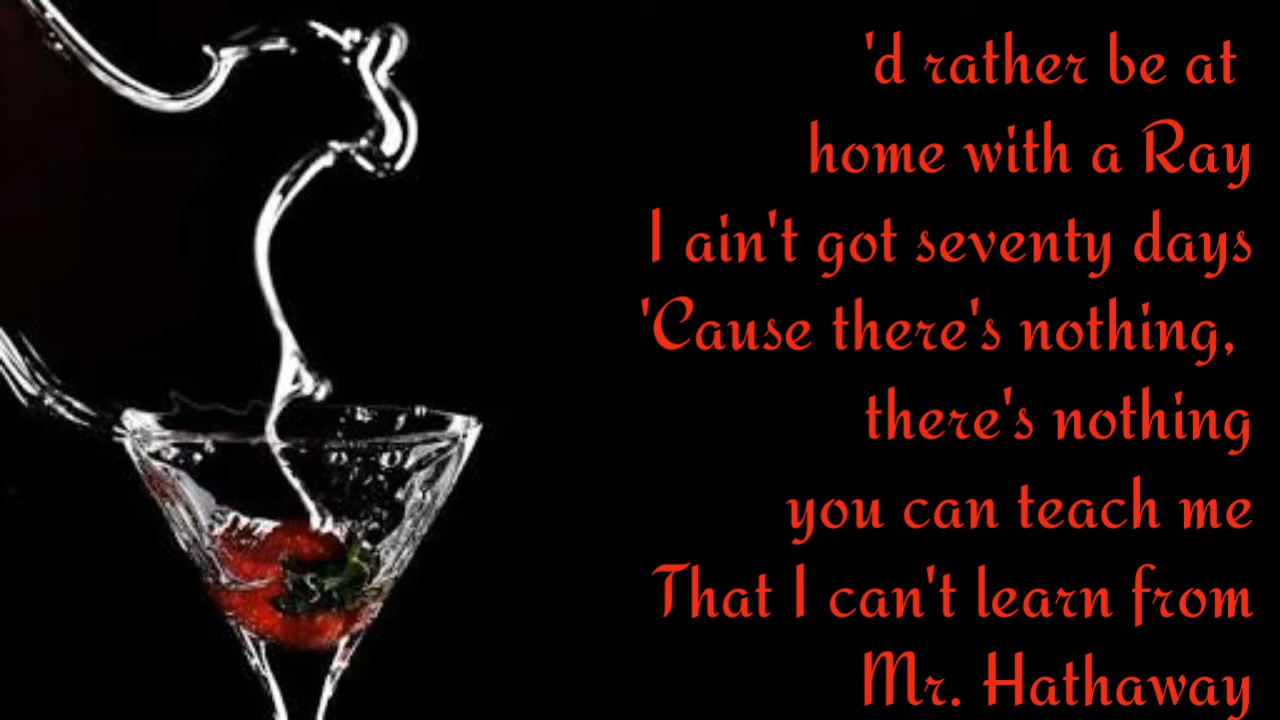 'd rather be at
home with a Ray
I ain't got seventy days
'Cause there's nothing,
there's nothing
you can teach me
That I can't learn from
Mr. Hathaway